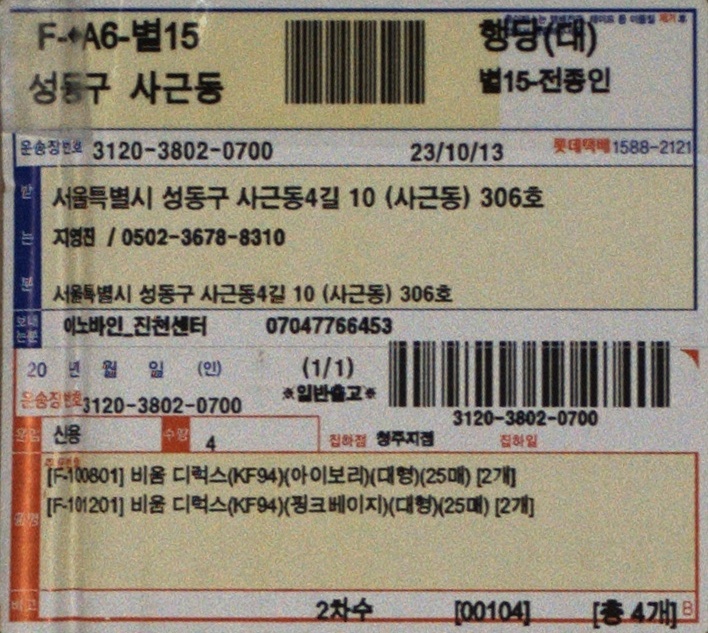 F-A6-별15 행당(대)
성동구 사근동 별15-전종인
운송장번호 3120-3802-0700 23/10/13 롯데택배 1588-2121
받는분
서울특별시 성동구 사근동4길 10 (사근동) 306호
지영진 / 0502-3678-8310
서울특별시 성동구 사근동4길 10 (사근동) 306호
보내는분 이노바인_진천센터 07047766453
20 년 월 일 (인) (1/1)
※일반출고※
운송장번호 3120-3802-0700 3120-3802-0700
운임 신용 수량 4 집하점 청주지점 집하일
[F-100801] 비움 디럭스(KF94)(아이보리)(대형)(25매) [2개]
[F-101201] 비움 디럭스(KF94)(핑크베이지)(대형)(25매) [2개]
품명
비고 2차수 [00104] [총 4개] B